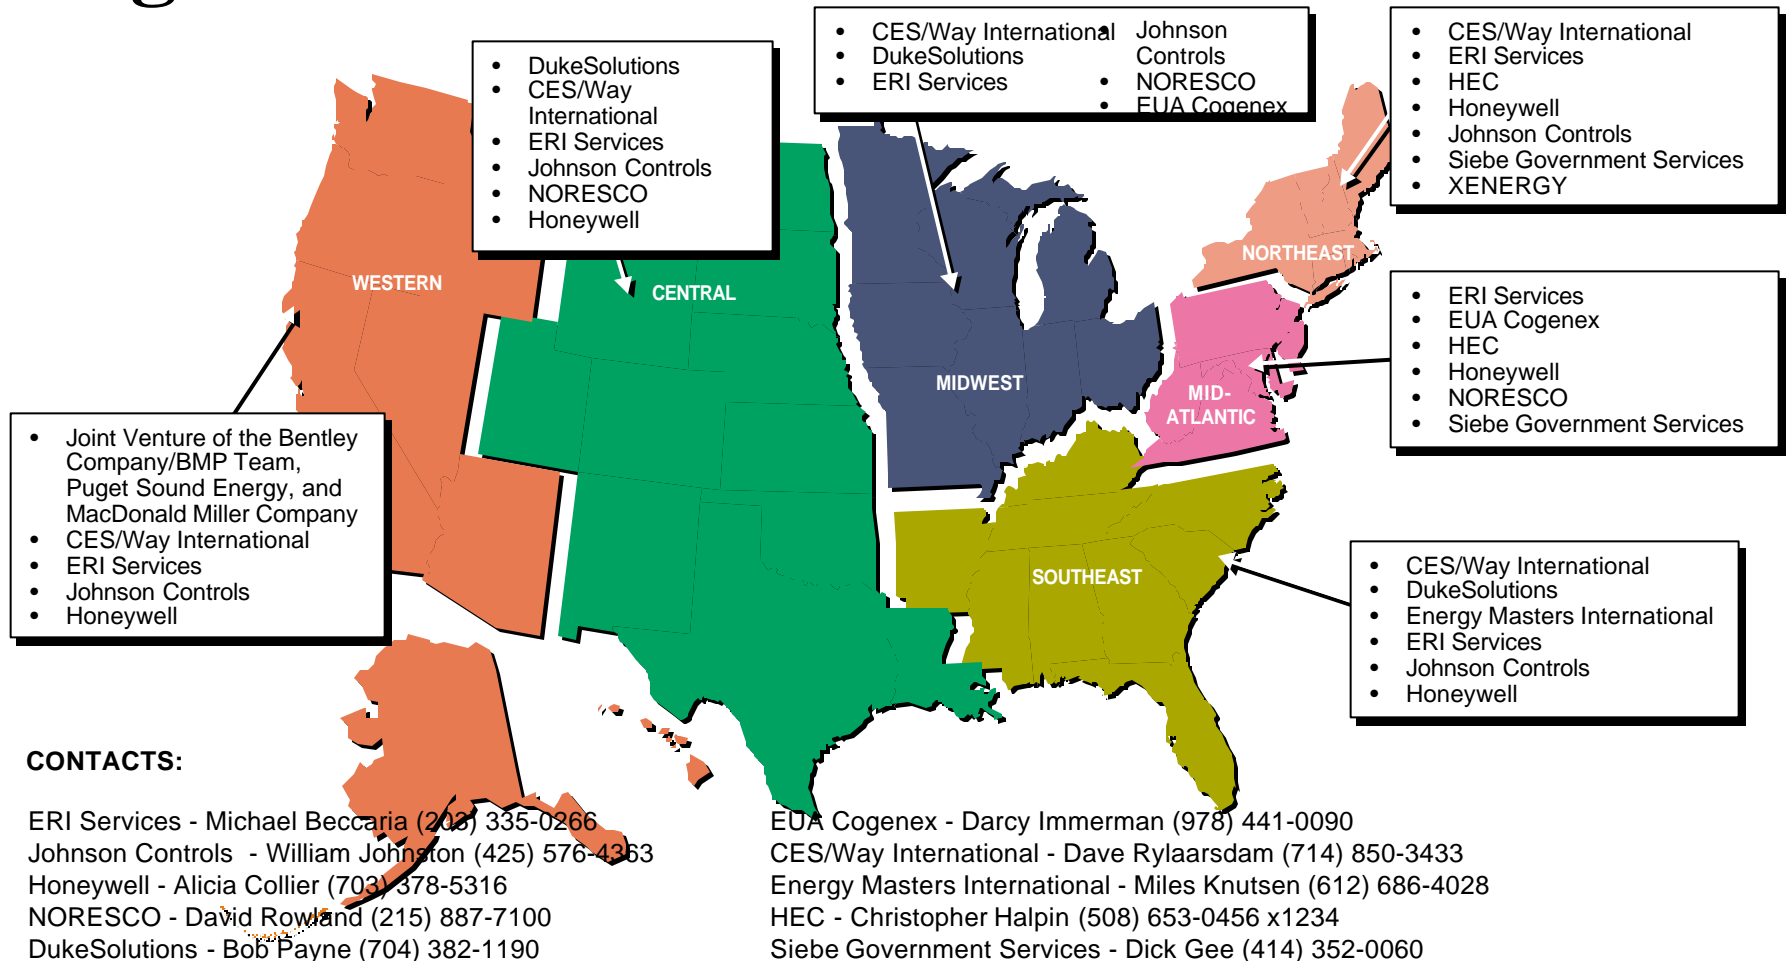 • DukeSolutions
• CES/Way
International
• ERI Services
• Johnson Controls
• NORESCO
• Honeywell
• CES/Way International
• DukeSolutions
• ERI Services
• Johnson
Controls
• NORESCO
• EUA Cogenex
• CES/Way International
• ERI Services
• HEC
• Honeywell
• Johnson Controls
• Siebe Government Services
• XENERGY
WESTERN
CENTRAL
MIDWEST
NORTHEAST
MID-
ATLANTIC
SOUTHEAST
• ERI Services
• EUA Cogenex
• HEC
• Honeywell
• NORESCO
• Siebe Government Services
• Joint Venture of the Bentley
Company/BMP Team,
Puget Sound Energy, and
MacDonald Miller Company
• CES/Way International
• ERI Services
• Johnson Controls
• Honeywell
• CES/Way International
• DukeSolutions
• Energy Masters International
• ERI Services
• Johnson Controls
• Honeywell
CONTACTS:
ERI Services - Michael Beccaria (203) 335-0266
Johnson Controls - William Johnston (425) 576-4363
Honeywell - Alicia Collier (703) 378-5316
NORESCO - David Rowland (215) 887-7100
DukeSolutions - Bob Payne (704) 382-1190
EUA Cogenex - Darcy Immerman (978) 441-0090
CES/Way International - Dave Rylaarsdam (714) 850-3433
Energy Masters International - Miles Knutsen (612) 686-4028
HEC - Christopher Halpin (508) 653-0456 x1234
Siebe Government Services - Dick Gee (414) 352-0060